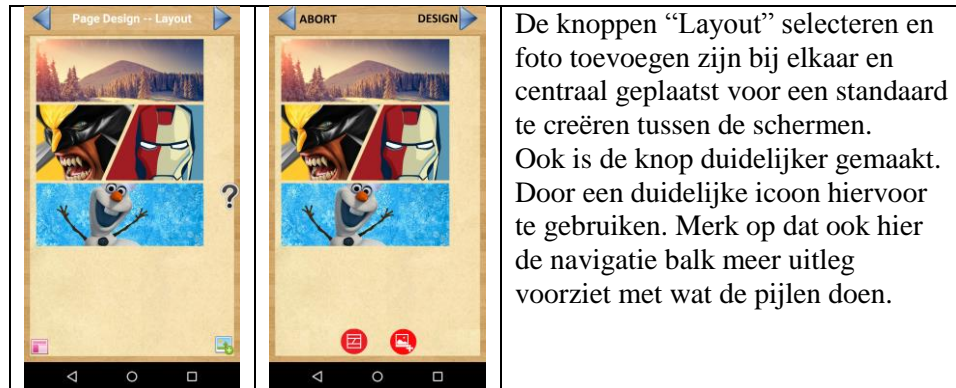 Page Design -- Layout
?
ABORT DESIGN
De knoppen “Layout” selecteren en
foto toevoegen zijn bij elkaar en
centraal geplaatst voor een standaard
te creëren tussen de schermen.
Ook is de knop duidelijker gemaakt.
Door een duidelijke icoon hiervoor
te gebruiken. Merk op dat ook hier
de navigatie balk meer uitleg
voorziet met wat de pijlen doen.